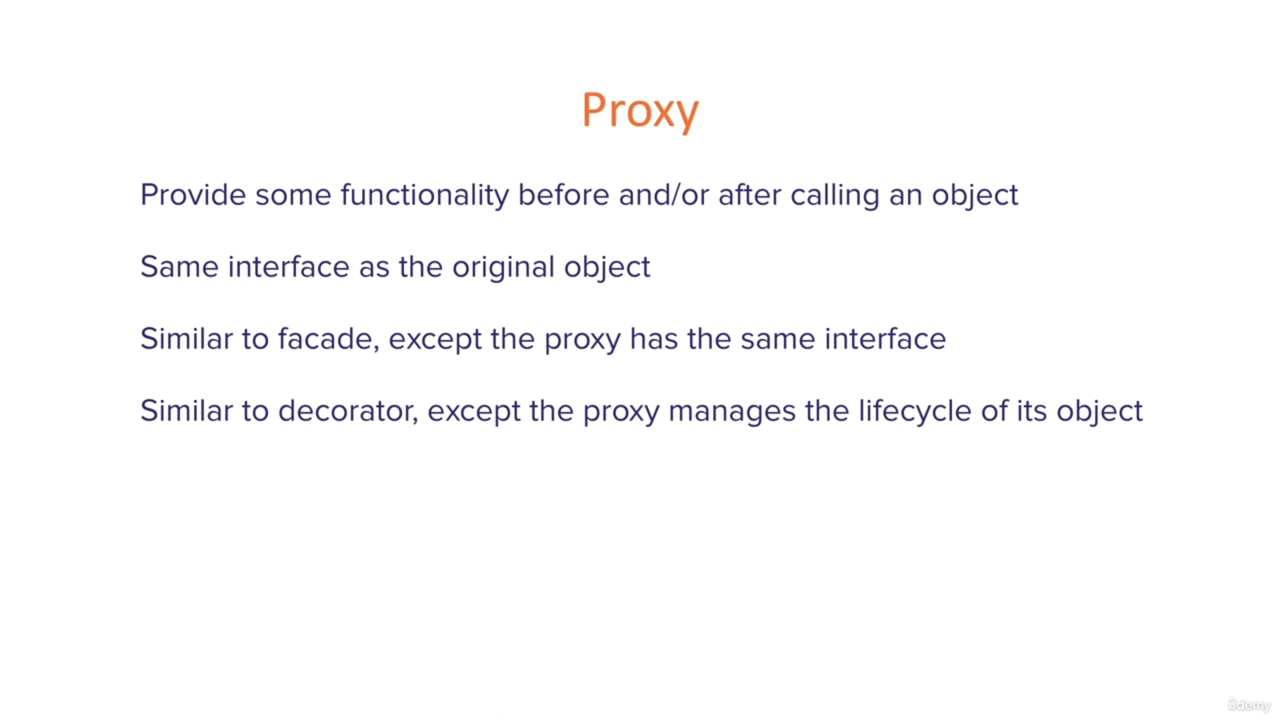 Proxy
Provide some functionality before and/or after calling an object
Same interface as the original object
Similar to facade, except the proxy has the same interface
Similar to decorator, except the proxy manages the lifecycle of its object
ûdemy